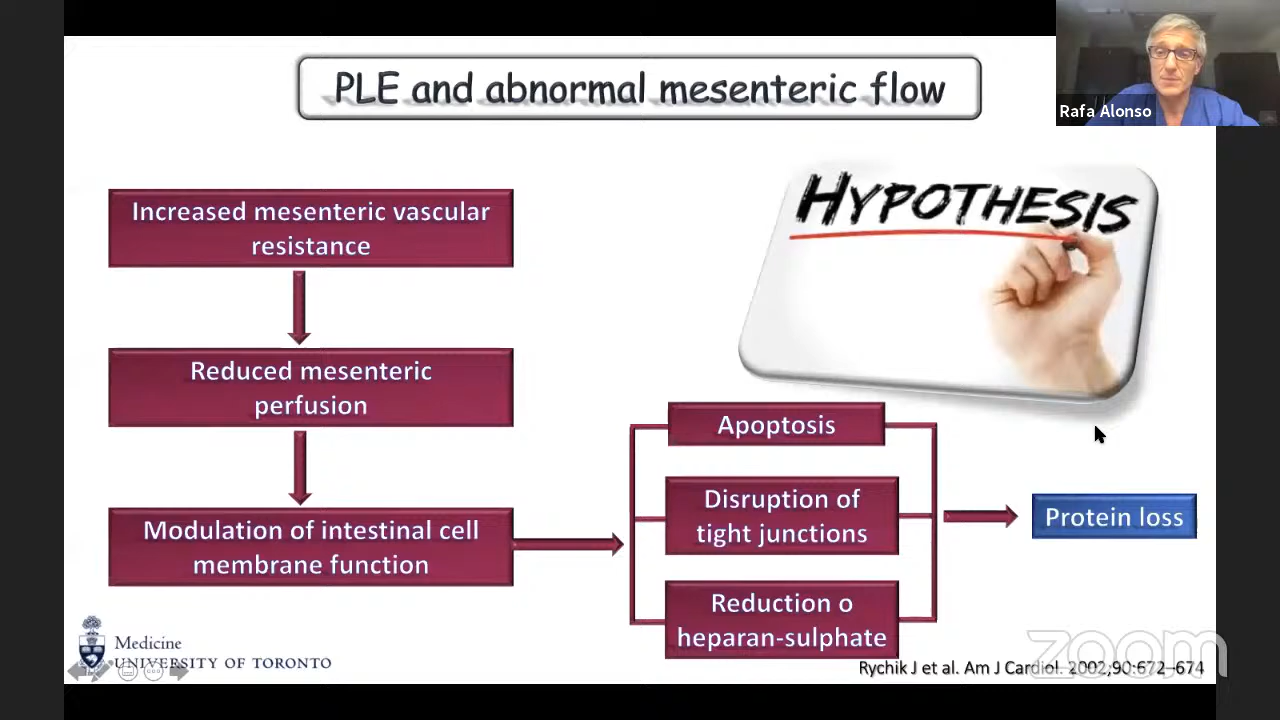 PLE and abnormal mesenteric flow
Rafa Alonso
HYPOTHESIS
Increased mesenteric vascular
resistance
Reduced mesenteric
perfusion
Modulation of intestinal cell
membrane function
Apoptosis
Disruption of
tight junctions
Reduction o
heparan-sulphate
Protein loss
Medicine
UNIVERSITY OF TORONTO
zoom
Rychik J et al. Am J Cardiol. 2002;90:672–674